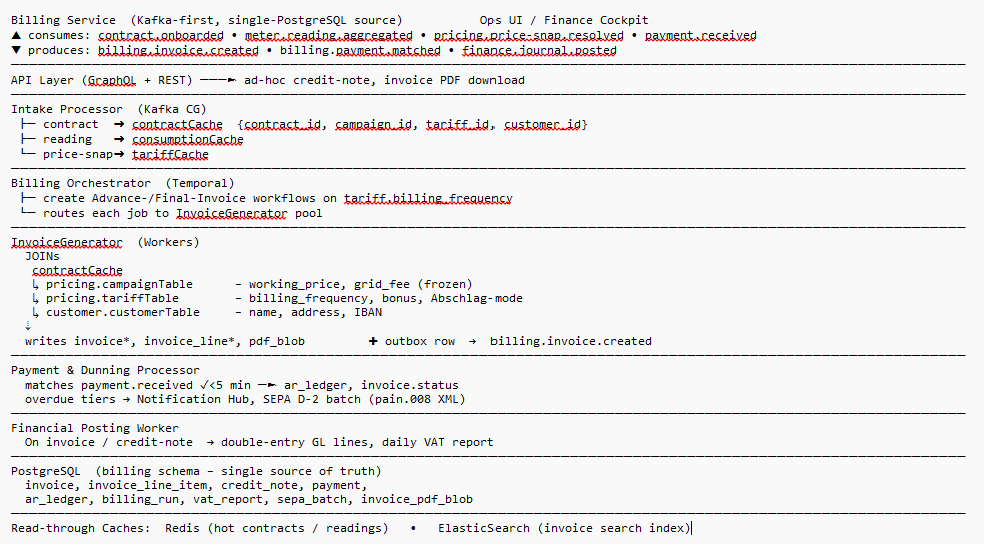 Billing Service (Kafka-first, single-PostgreSQL source) Ops UI / Finance Cockpit
▲ consumes: contract.onboarded • meter.reading.aggregated • pricing.price-snap.resolved • payment.received
▼ produces: billing.invoice.created • billing.payment.matched • finance.journal.posted
API Layer (GraphQL + REST) ───► ad-hoc credit-note, invoice PDF download
Intake Processor (Kafka CG)
├─ contract → contractCache {contract_id, campaign_id, tariff_id, customer_id}
├─ reading → consumptionCache
└─ price-snap→ tariffCache
Billing Orchestrator (Temporal)
├─ create Advance-/Final-Invoice workflows on tariff.billing_frequency
└─ routes each job to InvoiceGenerator pool
InvoiceGenerator (Workers)
JOINs
contractCache
↳ pricing.campaignTable – working_price, grid_fee (frozen)
↳ pricing.tariffTable – billing_frequency, bonus, Abschlag-mode
↳ customer.customerTable – name, address, IBAN
⇣
writes invoice*, invoice_line*, pdf_blob ✚ outbox row → billing.invoice.created
Payment & Dunning Processor
matches payment.received ✓<5 min ─► ar_ledger, invoice.status
overdue tiers → Notification Hub, SEPA D-2 batch (pain.008 XML)
Financial Posting Worker
On invoice / credit-note → double-entry GL lines, daily VAT report
PostgreSQL (billing schema – single source of truth)
invoice, invoice_line_item, credit_note, payment,
ar_ledger, billing_run, vat_report, sepa_batch, invoice_pdf_blob
Read-through Caches: Redis (hot contracts / readings) • ElasticSearch (invoice search index)